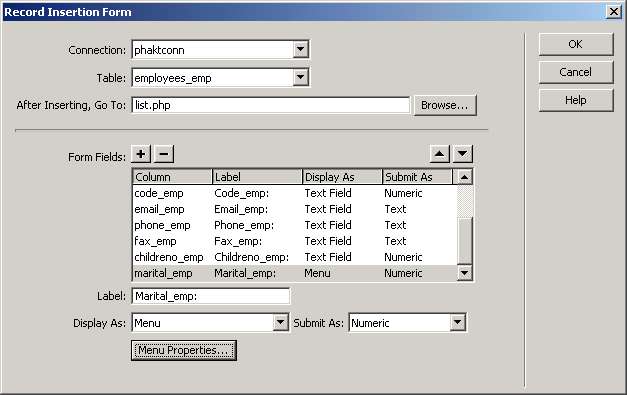 Record Insertion Form
Connection: phaktconn
OK
Table: employees_emp
Cancel
After Inserting, Go To: list.php Browse...
Help
Form Fields:
Column Label Display As Submit As
code_emp Code_emp: Text Field Numeric
email_emp Email_emp: Text Field Text
phone_emp Phone_emp: Text Field Text
fax_emp Fax_emp: Text Field Text
childreno_emp Childreno_emp: Text Field Numeric
marital_emp Marital_emp: Menu Numeric
Label: Marital_emp:
Display As: Menu Submit As: Numeric
Menu Properties...